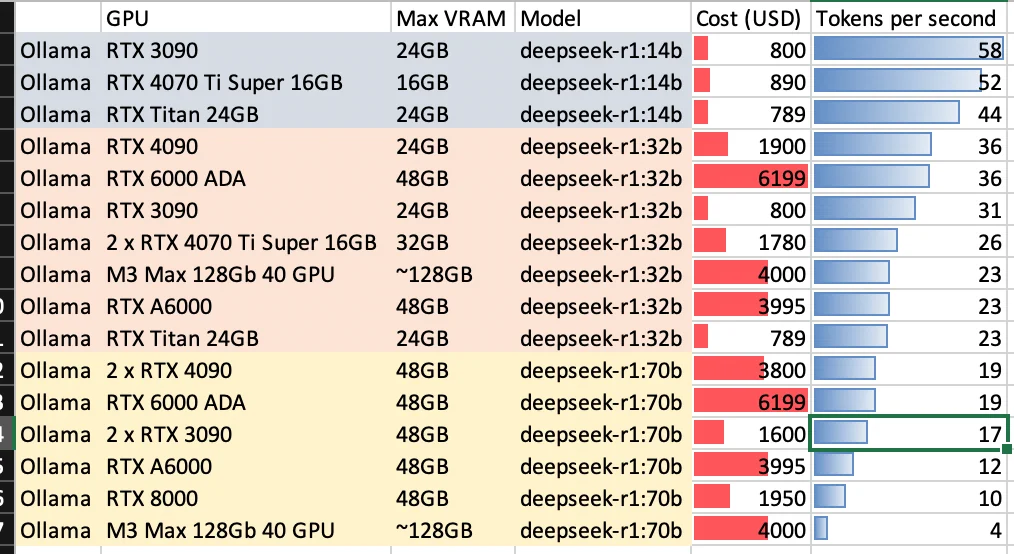 GPU Max VRAM Model Cost (USD) Tokens per second
Ollama RTX 3090 24GB deepseek-r1:14b 800 58
Ollama RTX 4070 Ti Super 16GB 16GB deepseek-r1:14b 890 52
Ollama RTX Titan 24GB 24GB deepseek-r1:14b 789 44
Ollama RTX 4090 24GB deepseek-r1:32b 1900 36
Ollama RTX 6000 ADA 48GB deepseek-r1:32b 6199 36
Ollama RTX 3090 24GB deepseek-r1:32b 800 31
Ollama 2 x RTX 4070 Ti Super 16GB 32GB deepseek-r1:32b 1780 26
Ollama M3 Max 128Gb 40 GPU ~128GB deepseek-r1:32b 4000 23
0 Ollama RTX A6000 48GB deepseek-r1:32b 3995 23
1 Ollama RTX Titan 24GB 24GB deepseek-r1:32b 789 23
2 Ollama 2 x RTX 4090 48GB deepseek-r1:70b 3800 19
3 Ollama RTX 6000 ADA 48GB deepseek-r1:70b 6199 19
4 Ollama 2 x RTX 3090 48GB deepseek-r1:70b 1600 17
5 Ollama RTX A6000 48GB deepseek-r1:70b 3995 12
6 Ollama RTX 8000 48GB deepseek-r1:70b 1950 10
7 Ollama M3 Max 128Gb 40 GPU ~128GB deepseek-r1:70b 4000 4